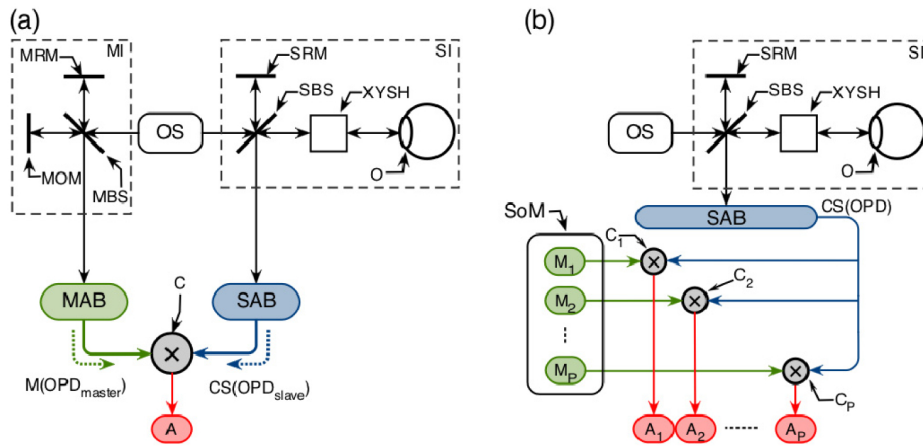 (a)
MI
SI
MRM
SRM
SBS
XYSH
OS
MOM
MBS
O
C
MAB
SAB
M(OPDmaster)
CS(OPDslave)
A
(b)
SI
SRM
SBS
XYSH
OS
O
SAB
CS(OPD)
SoM
C1
M1
C2
M2
MP
CP
A1
A2
AP